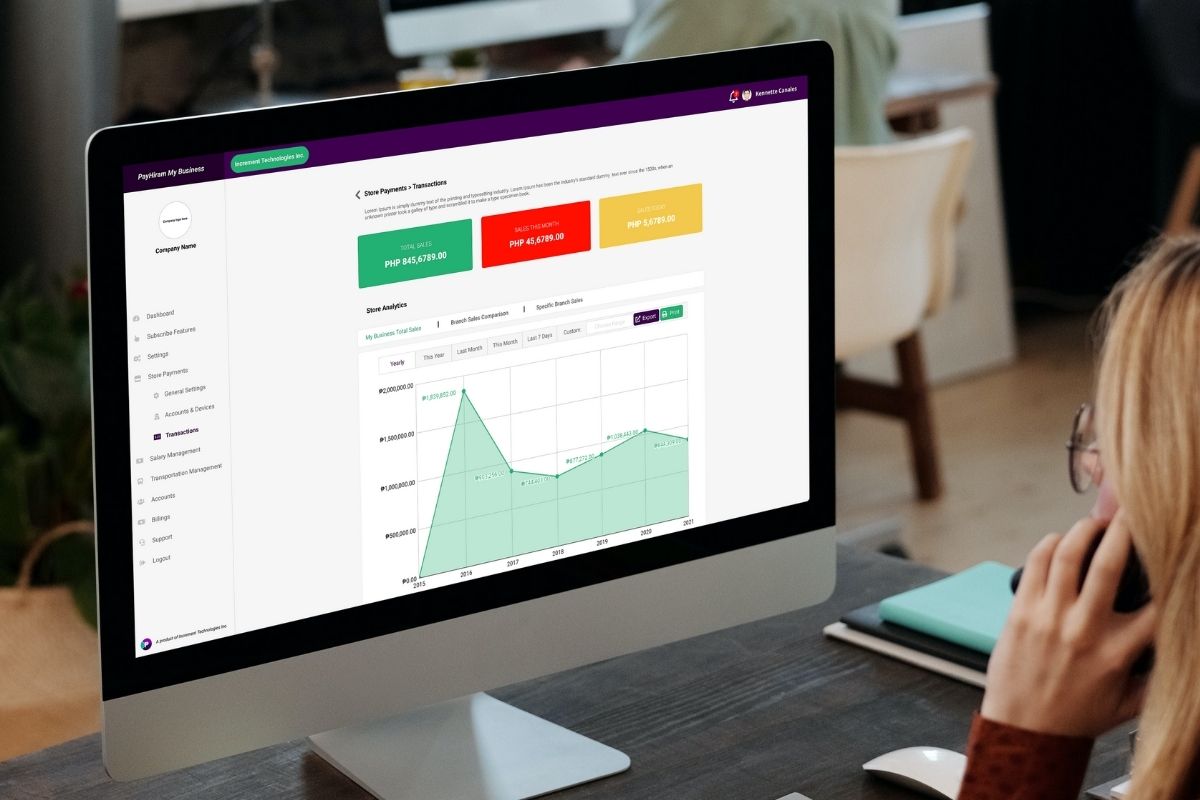 PayHiram My Business
Increment Technologies Inc.
Kennette Canales
Company logo here
Company Name
Dashboard
Subscribe Features
Settings
Store Payments
General Settings
Accounts & Devices
Transactions
Salary Management
Transportation Management
Accounts
Billings
Support
Logout
A product of Increment Technologies Inc
Store Payments > Transactions
Lorem Ipsum is simply dummy text of the printing and typesetting industry. Lorem Ipsum has been the industry's standard dummy text ever since the 1500s, when an
unknown printer took a galley of type and scrambled it to make a type specimen book.
TOTAL SALES
PHP 845,6789.00
SALES THIS MONTH
PHP 45,6789.00
SALES TODAY
PHP 5,6789.00
Store Analytics
My Business Total Sales | Branch Sales Comparison | Specific Branch Sales
Yearly This Year Last Month This Month Last 7 Days Custom: Choose Range Export Print
₱2,000,000.00
₱1,500,000.00
₱1,000,000.00
₱500,000.00
₱0.00
₱1,839,852.00
₱677,272.00
₱1,038,443.00
2015 2016 2017 2018 2019 2020 2021